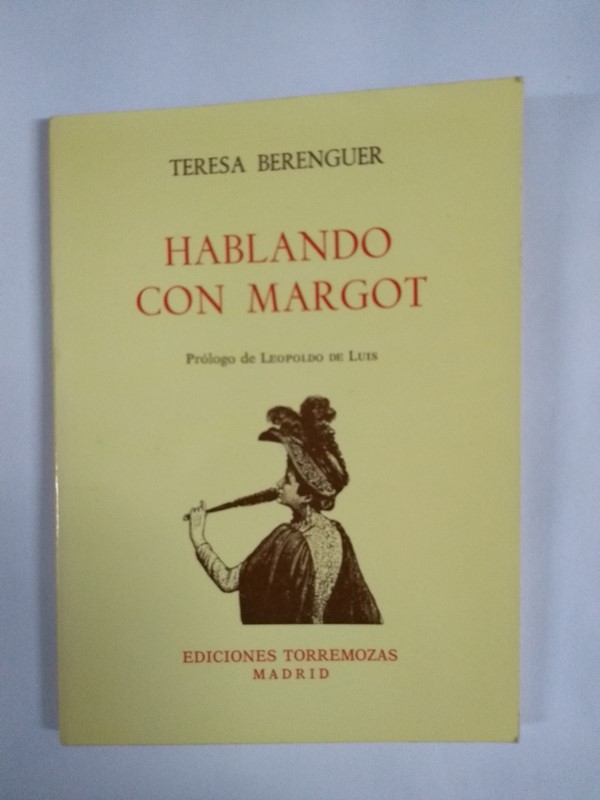 TERESA BERENGUER
HABLANDO
CON MARGOT
Prólogo de LEOPOLDO DE LUIS
EDICIONES TORREMOZAS
MADRID